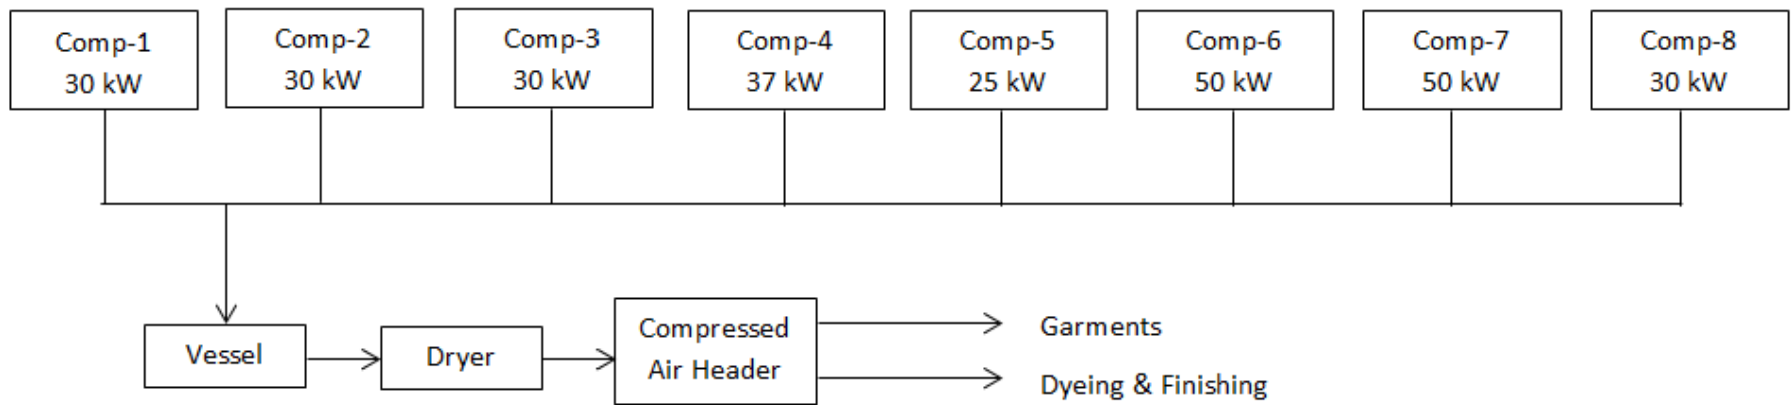 Comp-1
30 kW
Comp-2
30 kW
Comp-3
30 kW
Comp-4
37 kW
Comp-5
25 kW
Comp-6
50 kW
Comp-7
50 kW
Comp-8
30 kW
Vessel
Dryer
Compressed
Air Header
Garments
Dyeing & Finishing